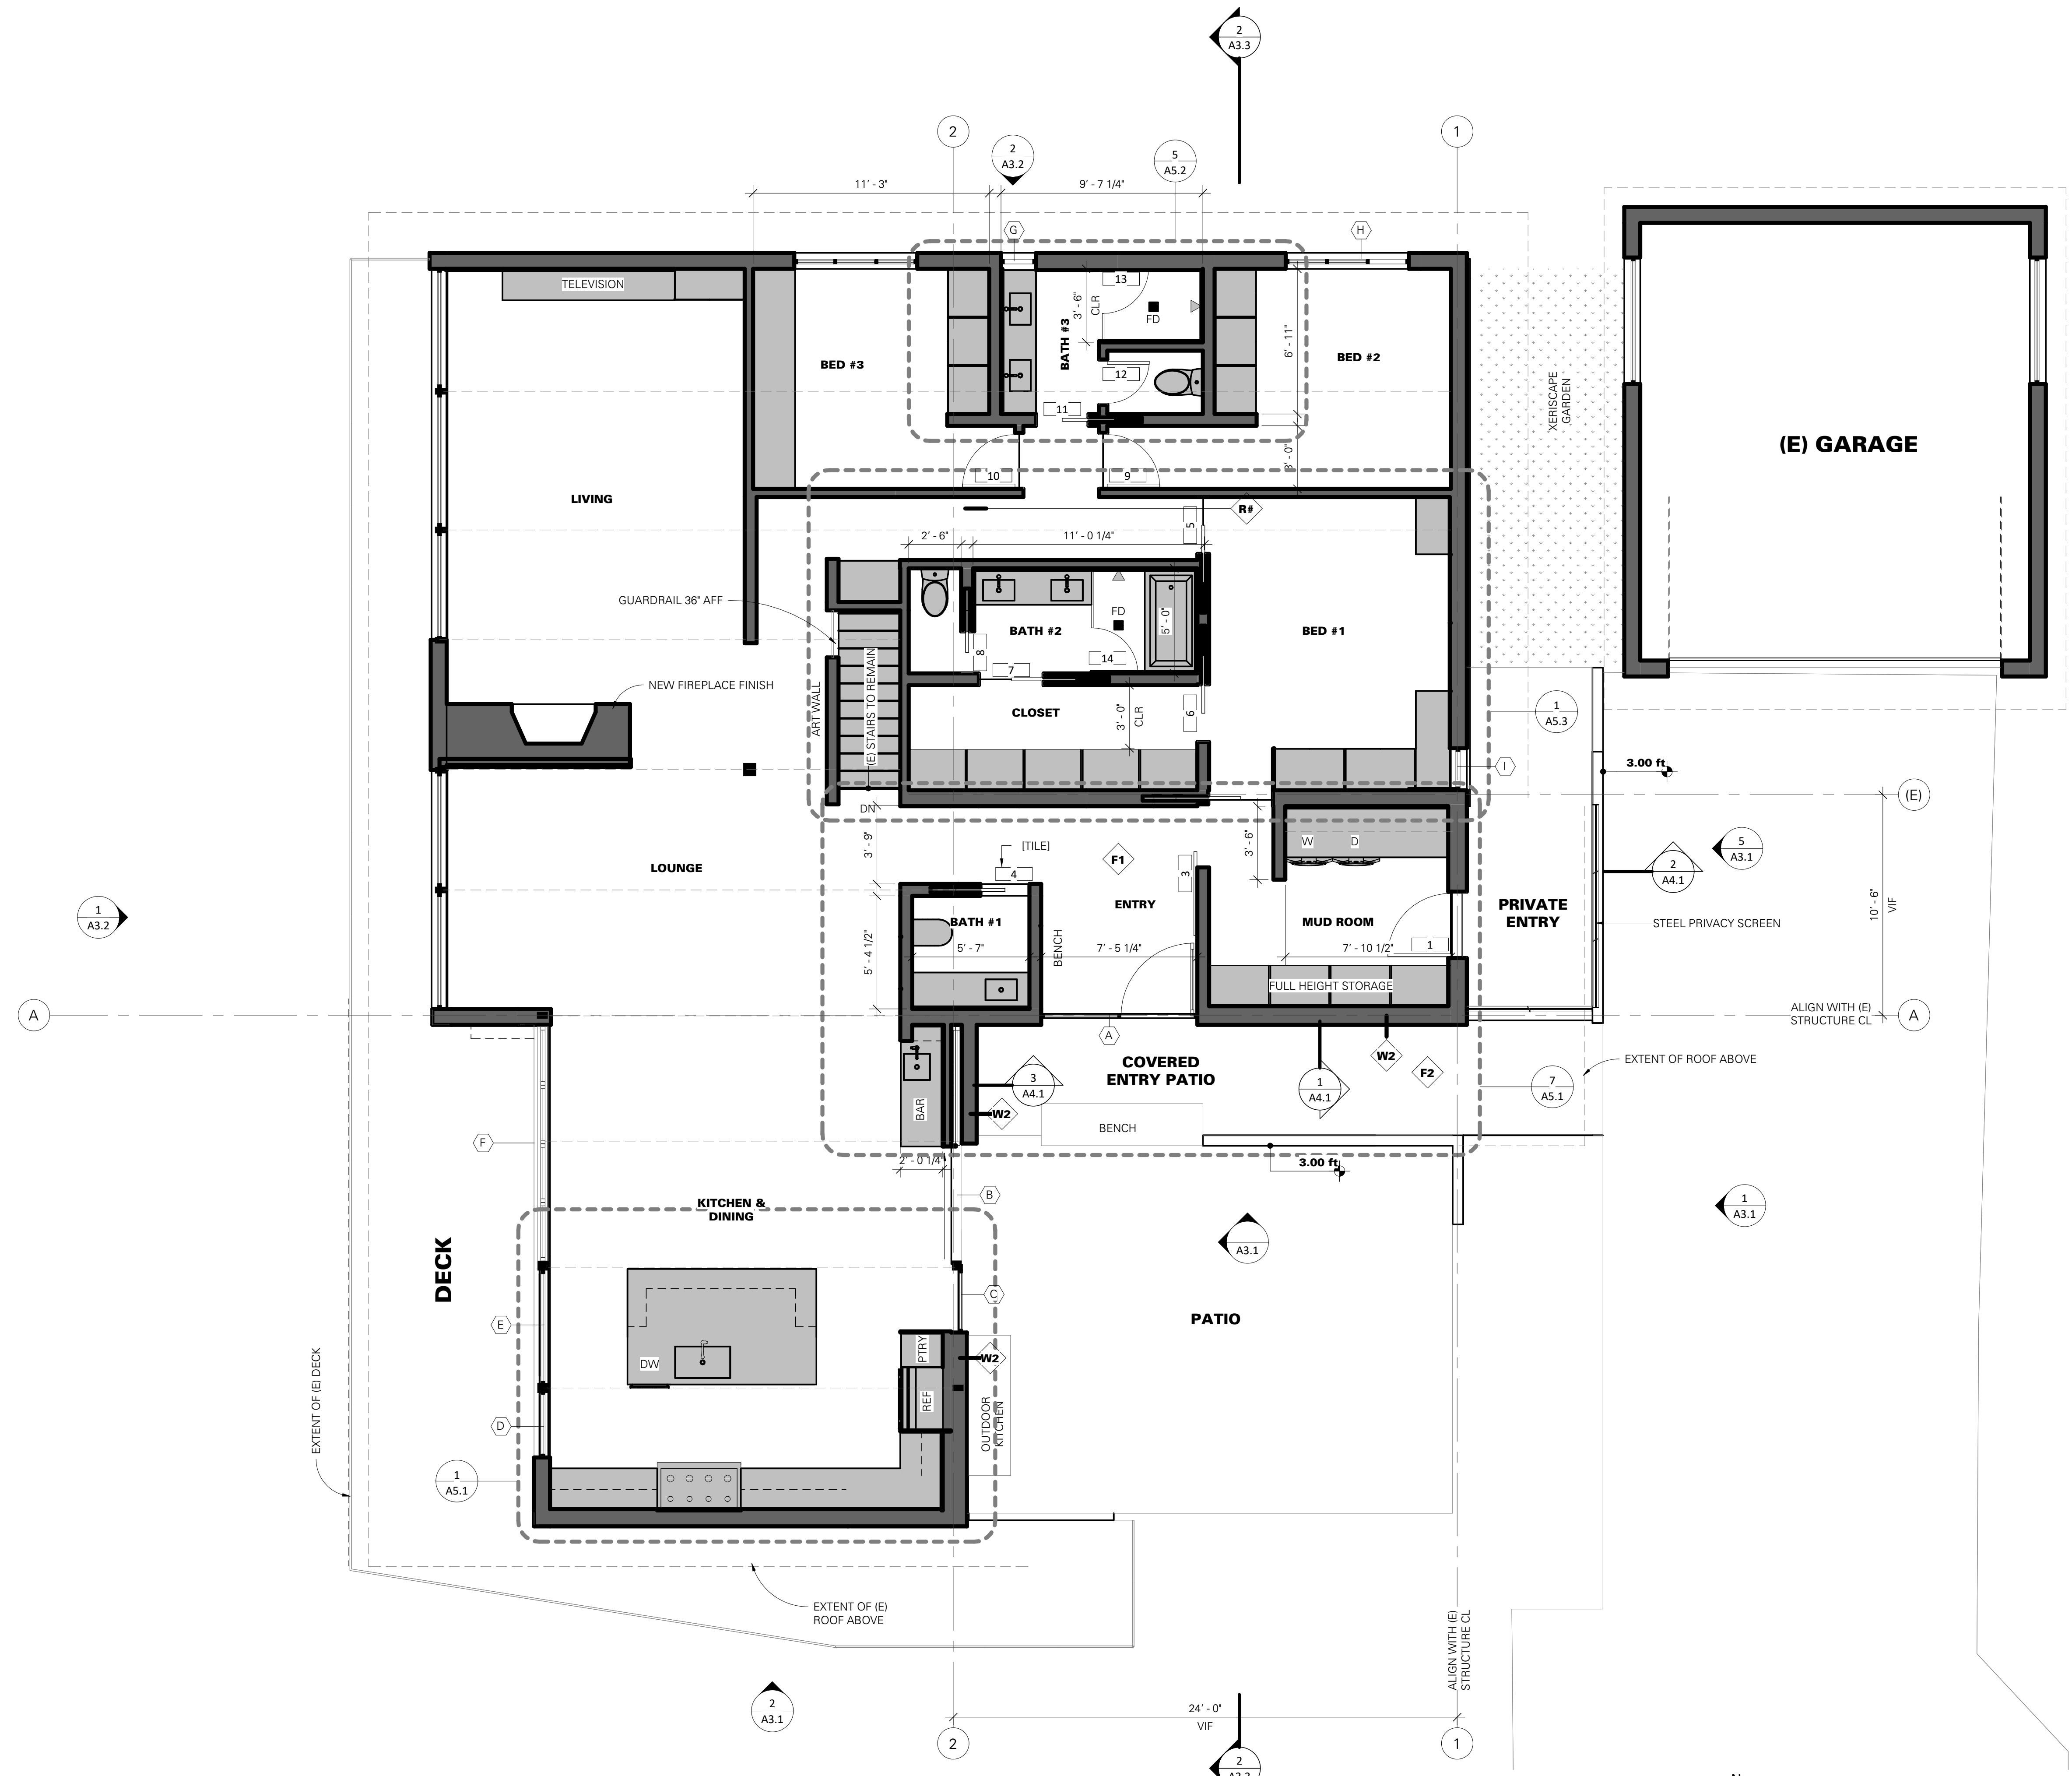 2
A3.3
2
1
2
A3.2
5
A5.2
11' - 3"
9' - 7 1/4"
G
H
TELEVISION
13
3' - 6"
CLR
FD
BATH #3
BED #3
12
6' - 11"
BED #2
11
XERISCAPE
GARDEN
(E) GARAGE
10
9
3' - 0"
LIVING
R#
5
2' - 6"
11' - 0 1/4"
GUARDRAIL 36" AFF
FD
5' - 0"
BATH #2
BED #1
8
7
14
NEW FIREPLACE FINISH
ART WALL
(E) STAIRS TO REMAIN
CLOSET
3' - 0"
CLR
6
1
A5.3
I
3.00 ft
(E)
DN
3' - 9"
[TILE]
4
F1
3
3' - 6"
W
D
5
A3.1
2
A4.1
LOUNGE
1
A3.2
BATH #1
5' - 7"
5' - 4 1/2"
BENCH
ENTRY
7' - 5 1/4"
MUD ROOM
7' - 10 1/2"
1
PRIVATE
ENTRY
STEEL PRIVACY SCREEN
10' - 6"
VIF
FULL HEIGHT STORAGE
A
ALIGN WITH (E)
STRUCTURE CL
A
A
COVERED
ENTRY PATIO
3
A4.1
W2
1
A4.1
W2
F2
EXTENT OF ROOF ABOVE
7
A5.1
BAR
BENCH
F
2' - 0 1/4"
3.00 ft
B
KITCHEN &
DINING
1
A3.1
A3.1
DECK
C
PATIO
E
DW
PTRY
W2
REF
OUTDOOR
KITCHEN
EXTENT OF (E) DECK
D
1
A5.1
EXTENT OF (E)
ROOF ABOVE
ALIGN WITH (E)
STRUCTURE CL
2
A3.1
24' - 0"
VIF
2
1
2